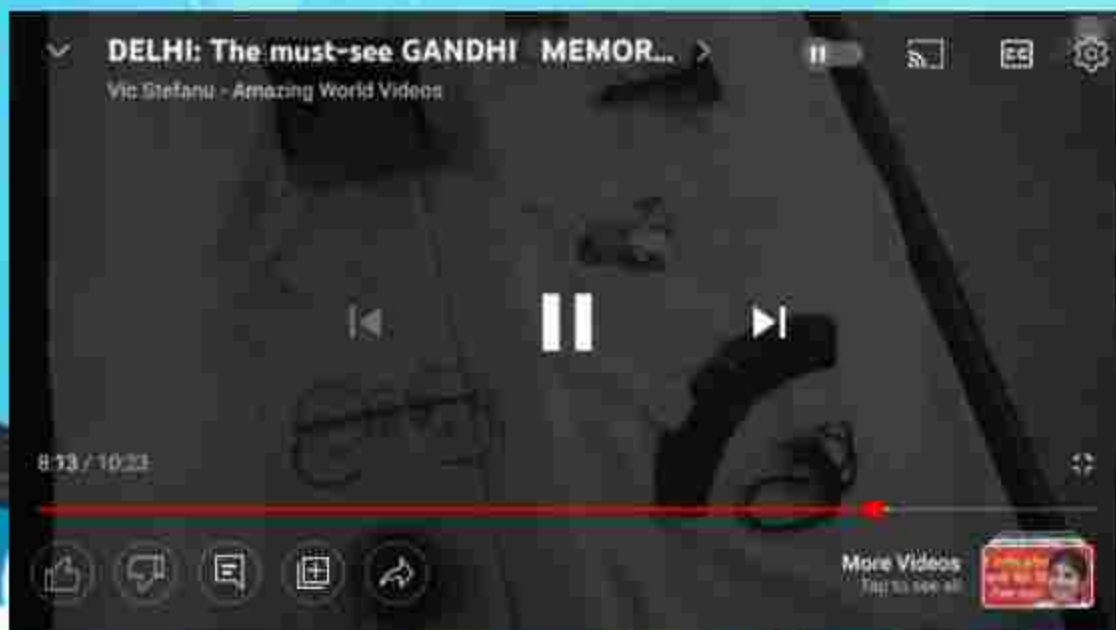 DELHI: The must-see GANDHI MEMOR...
Vic Stefanu - Amazing World Videos
CC
8:13 / 10:23
More Videos
Tap to see all